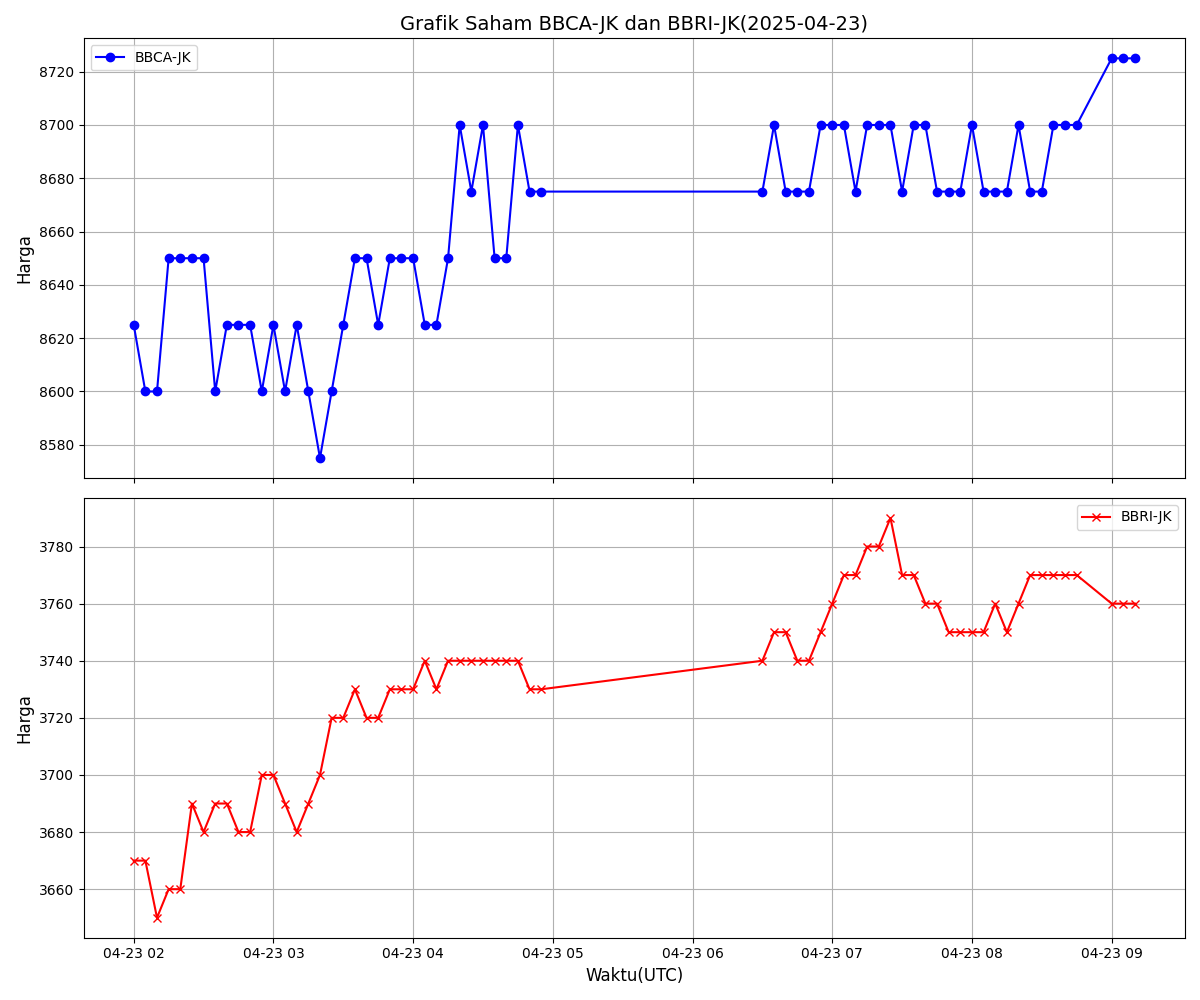 Grafik Saham BBCA-JK dan BBRI-JK(2025-04-23)
BBCA-JK
8720
8700
8680
8660
8640
8620
8600
8580
Harga
BBRI-JK
3780
3760
3740
3720
3700
3680
3660
Harga
04-23 02 04-23 03 04-23 04 04-23 05 04-23 06 04-23 07 04-23 08 04-23 09
Waktu(UTC)